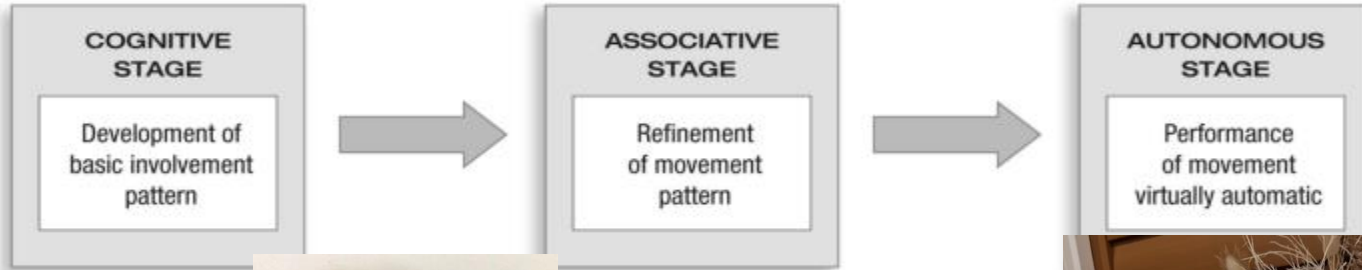 COGNITIVE
STAGE
Development of
basic involvement
pattern
ASSOCIATIVE
STAGE
Refinement
of movement
pattern
AUTONOMOUS
STAGE
Performance
of movement
virtually automatic